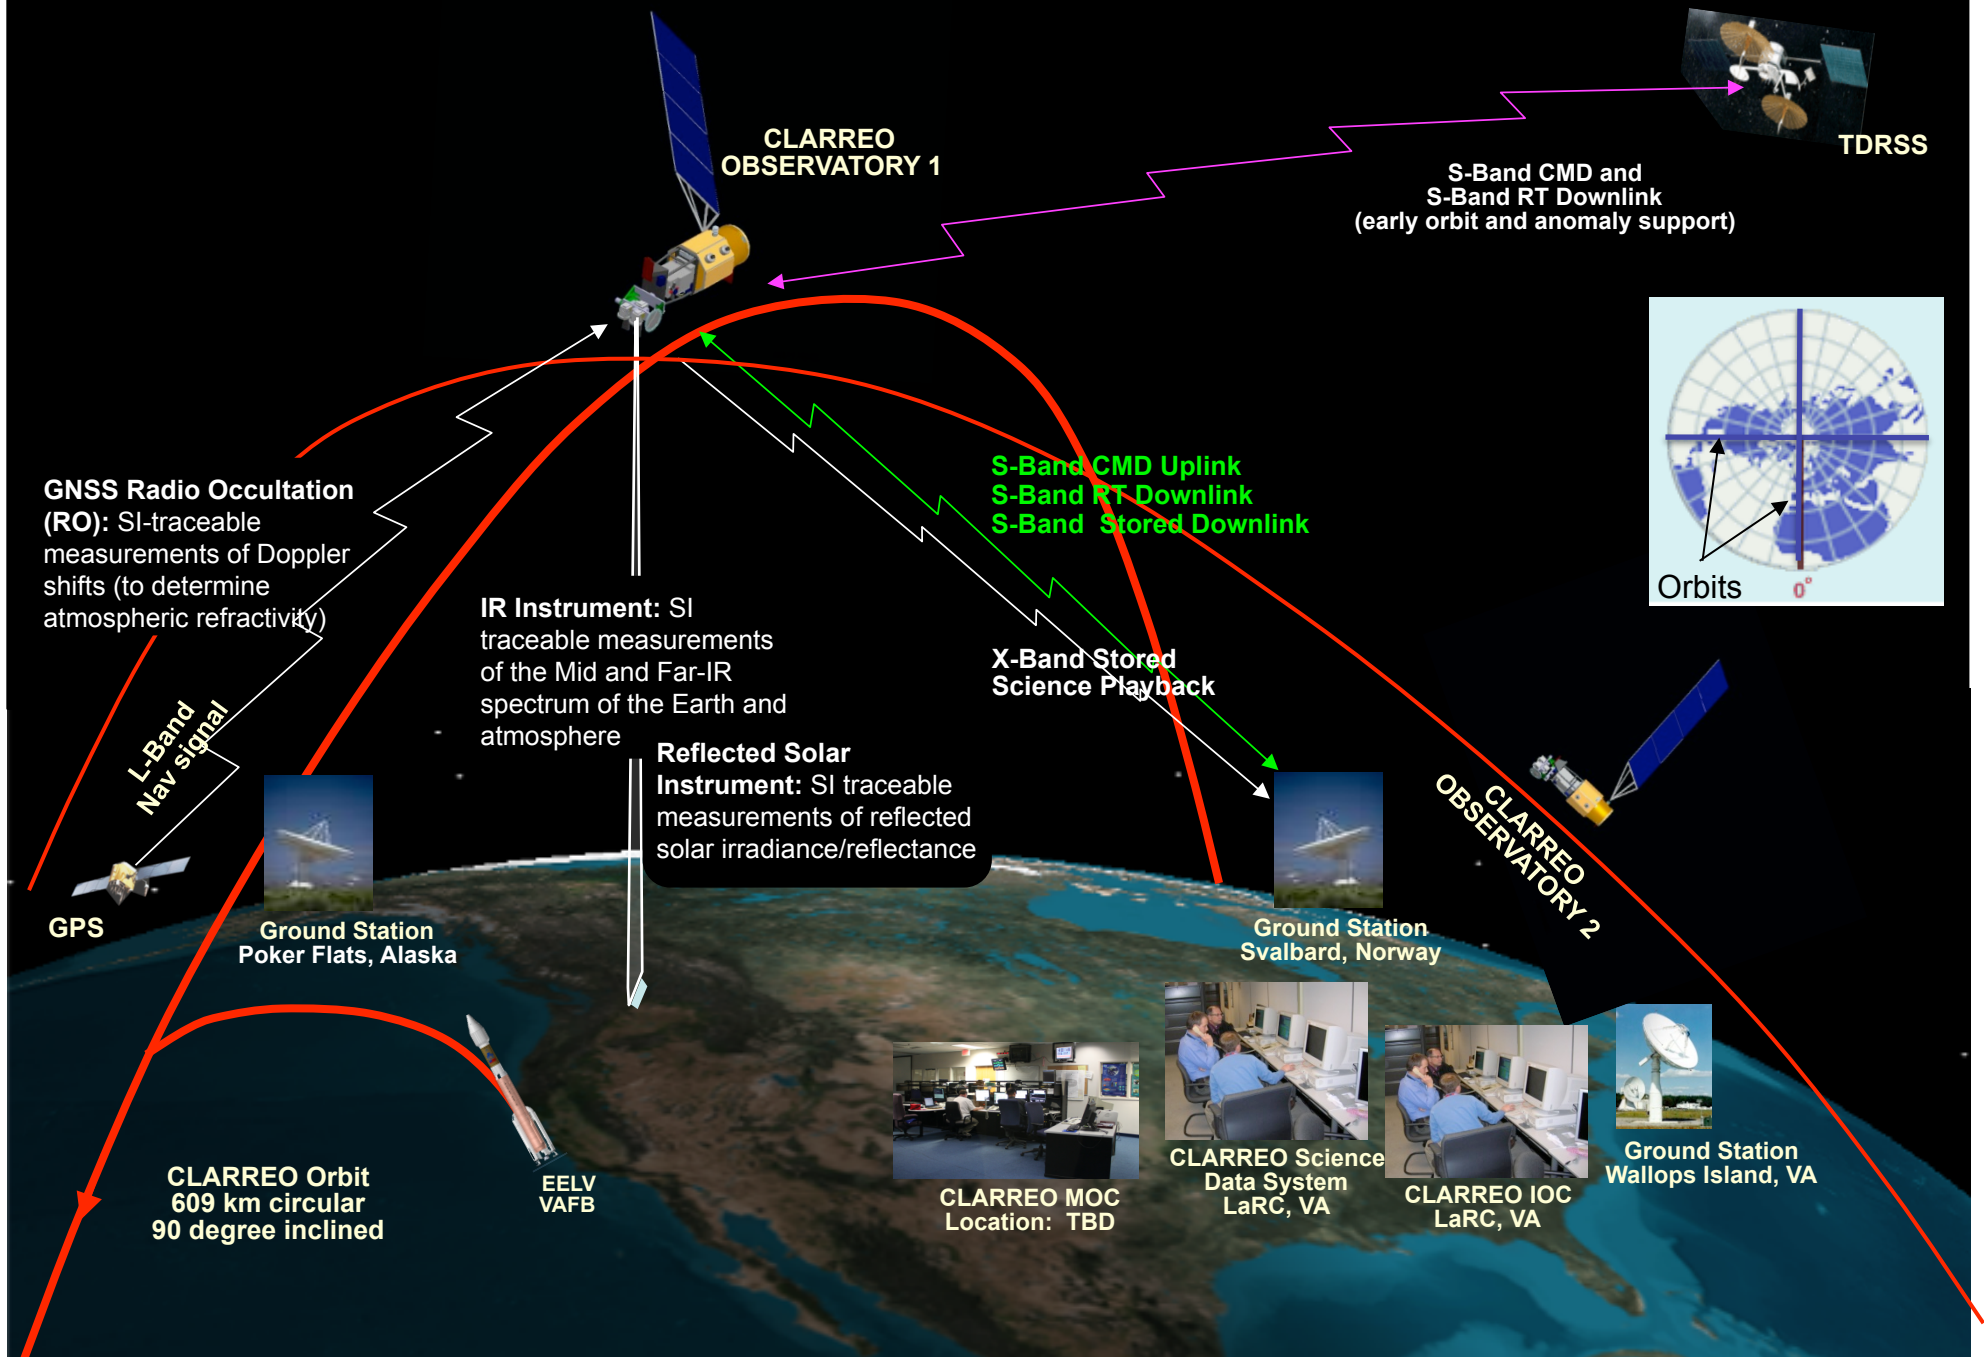 CLARREO
OBSERVATORY 1
TDRSS
S-Band CMD and
S-Band RT Downlink
(early orbit and anomaly support)
Orbits
0°
S-Band CMD Uplink
S-Band RT Downlink
S-Band  Stored Downlink
GNSS Radio Occultation
(RO): SI-traceable
measurements of Doppler
shifts (to determine
atmospheric refractivity)
IR Instrument: SI
traceable measurements
of the Mid and Far-IR
spectrum of the Earth and
atmosphere
X-Band Stored
Science Playback
L-Band
Nav signal
Reflected Solar
Instrument: SI traceable
measurements of reflected
solar irradiance/reflectance
CLARREO
OBSERVATORY 2
GPS
Ground Station
Poker Flats, Alaska
Ground Station
Svalbard, Norway
CLARREO Orbit
609 km circular
90 degree inclined
EELV
VAFB
CLARREO MOC
Location:  TBD
CLARREO Science
Data System
LaRC, VA
CLARREO IOC
LaRC, VA
Ground Station
Wallops Island, VA